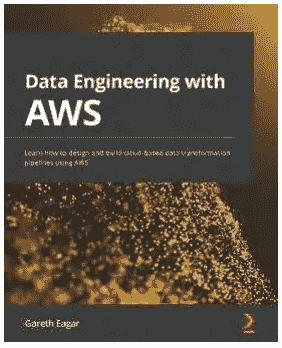 Data Engineering with
AWS
Learn how to design and build cloud-based data transformation
pipelines using AWS
Gareth Eagar